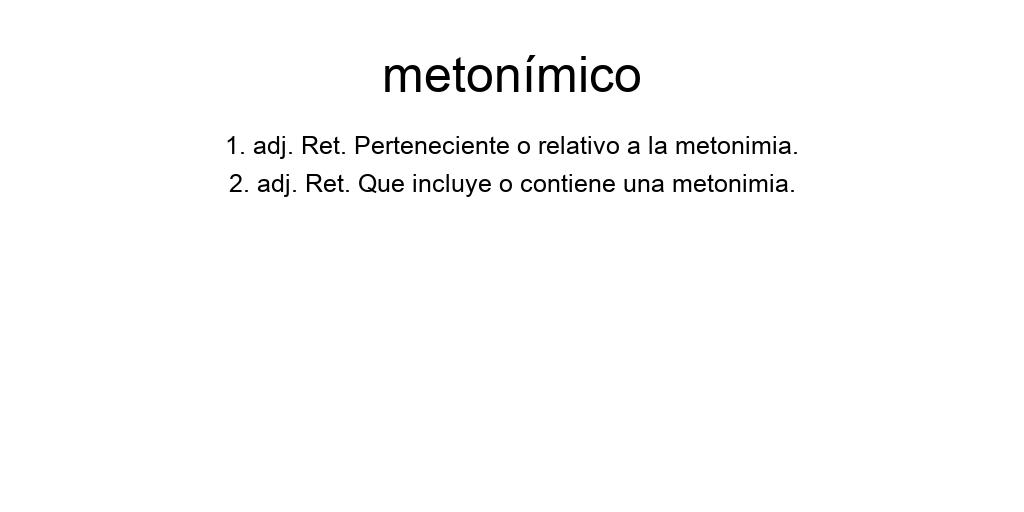 metonímico
1. adj. Ret. Perteneciente o relativo a la metonimia.
2. adj. Ret. Que incluye o contiene una metonimia.